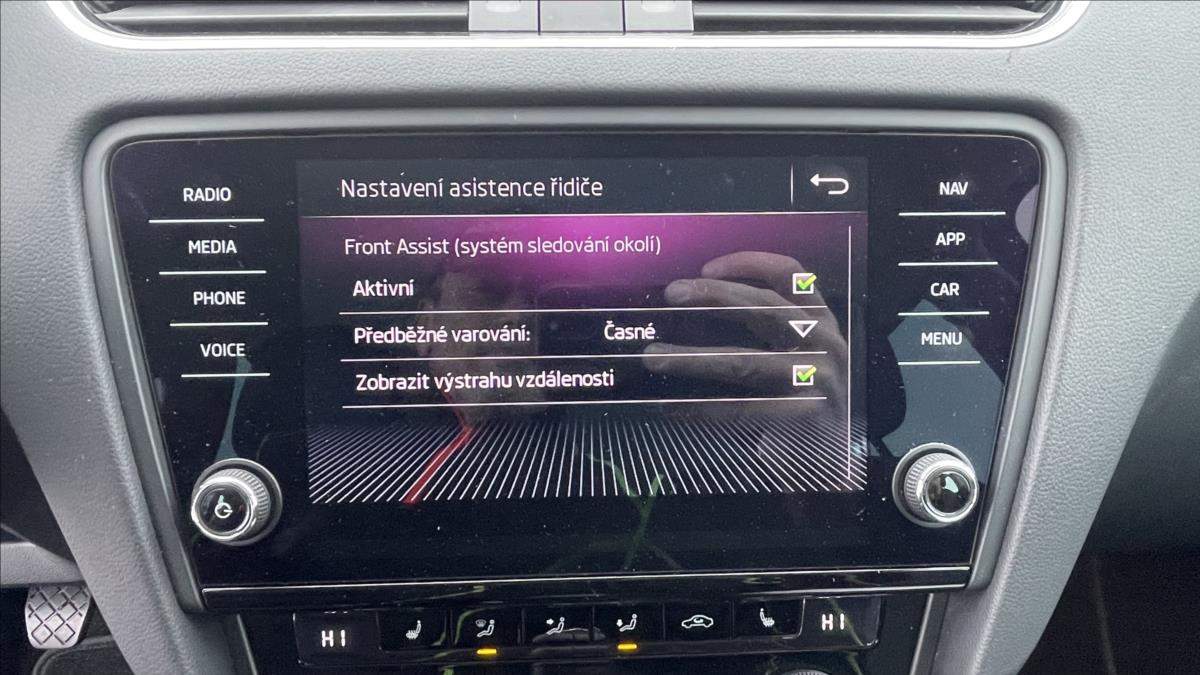 RADIO
MEDIA
PHONE
VOICE
Nastavení asistence řidiče
Front Assist (systém sledování okolí)
Aktivní
Předběžné varování: Časné
Zobrazit výstrahu vzdálenosti
NAV
APP
CAR
MENU
HI
HI